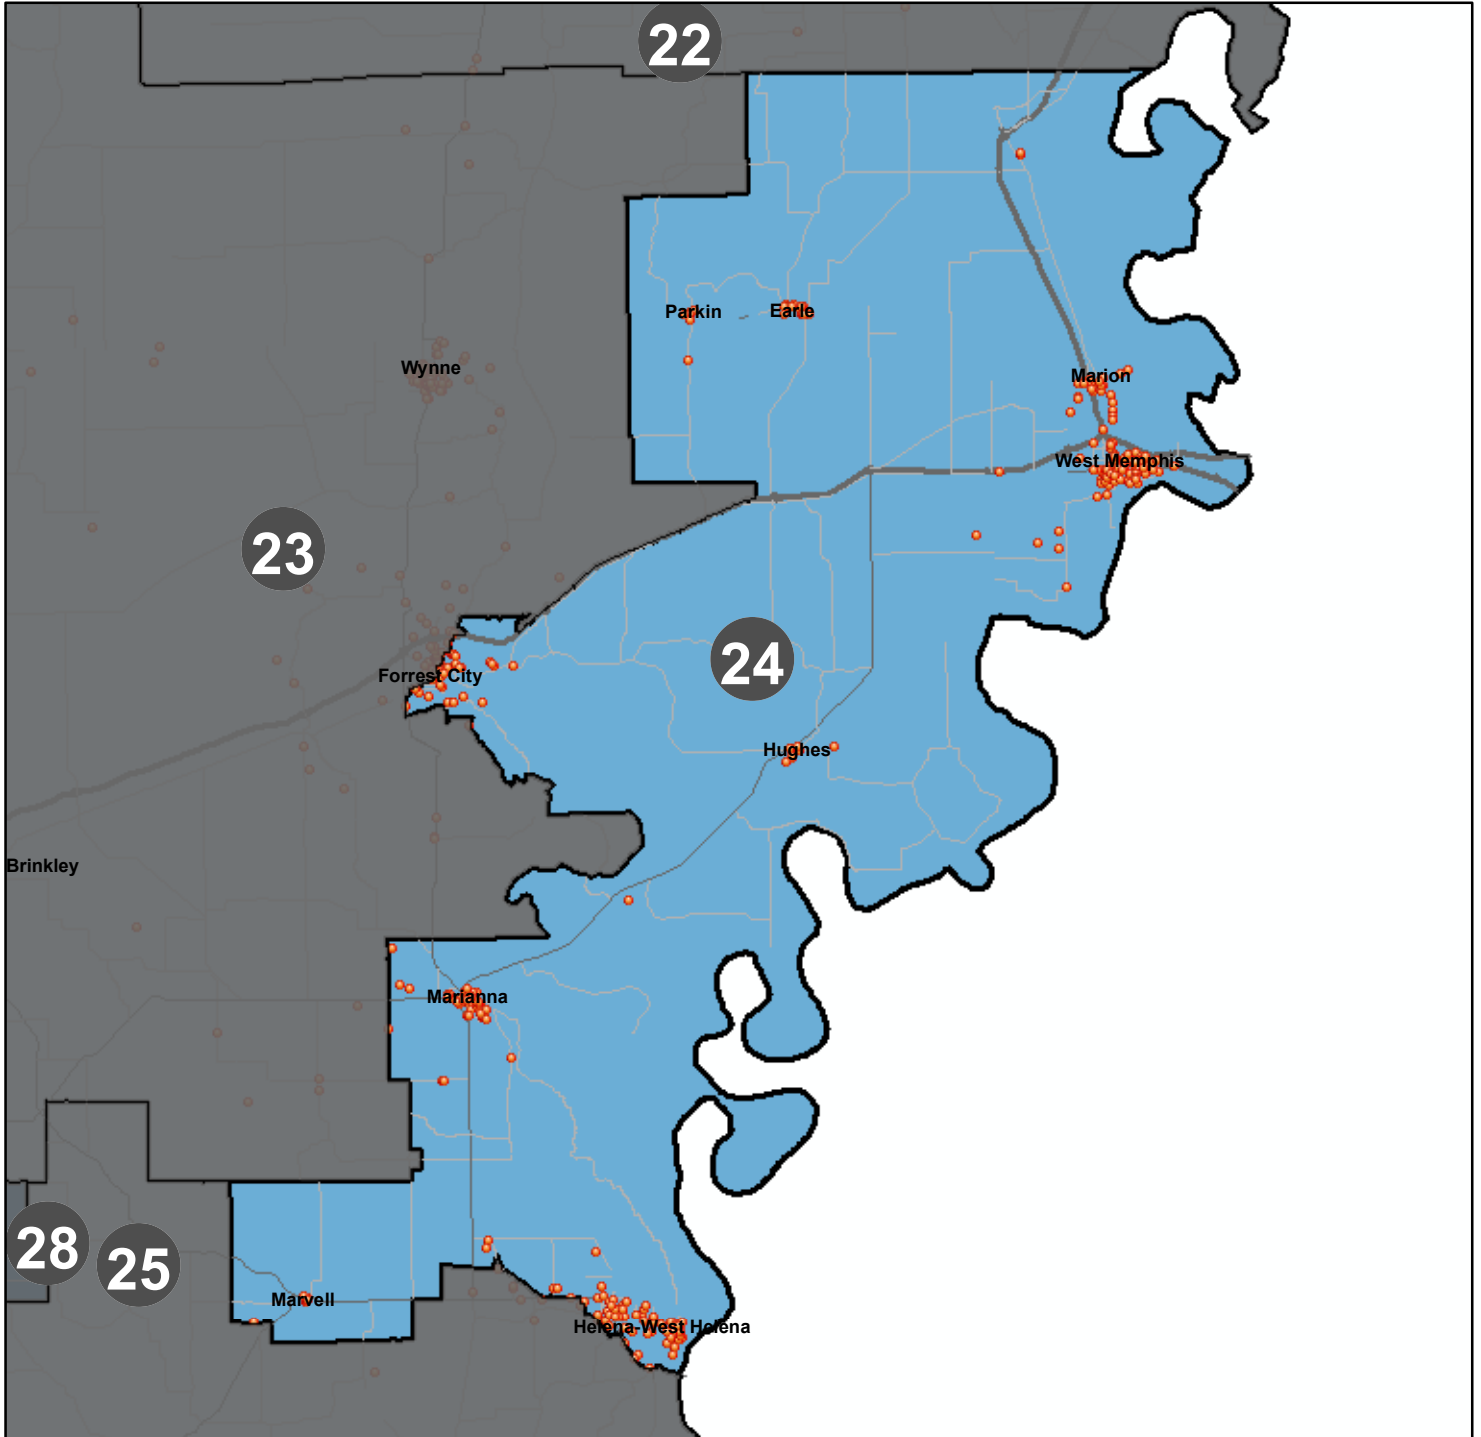 22
Parkin
Earle
Wynne
Marion
West Memphis
23
24
Forrest City
Hughes
Brinkley
Marianna
28
25
Marvell
Helena-West Helena